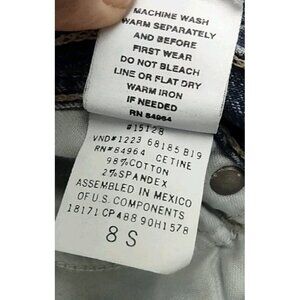 MACHINE WASH
WARM SEPARATELY
AND BEFORE
FIRST WEAR
DO NOT BLEACH
LINE OR FLAT DRY
WARM IRON
IF NEEDED
RN 84964
#15128
VND#1223 68185 B19
RN#84964 CETINE
98%COTTON
2%SPANDEX
ASSEMBLED IN MEXICO
OF U.S. COMPONENTS
18171 CP4BB 90H1578
8 S